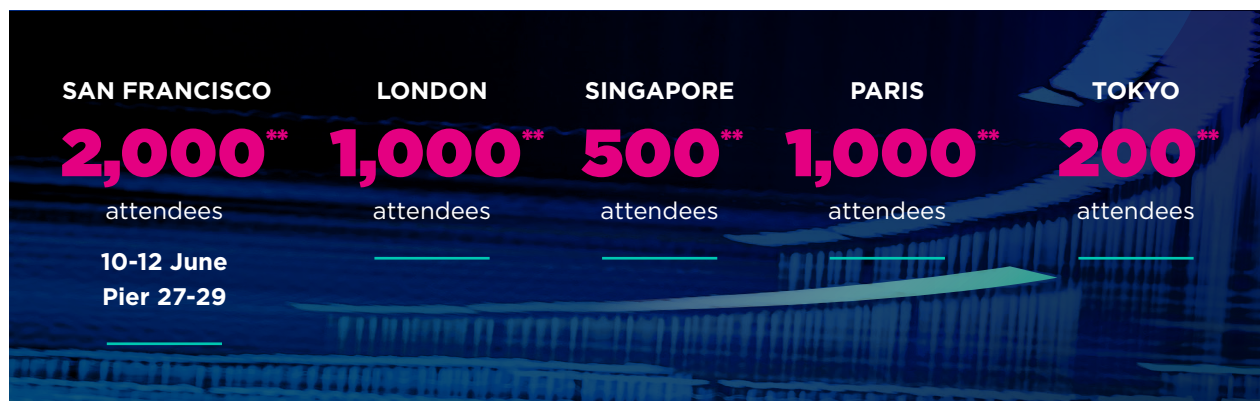 SAN FRANCISCO
2,000**
attendees
10-12 June
Pier 27-29
LONDON
1,000**
attendees
SINGAPORE
500**
attendees
PARIS
1,000**
attendees
TOKYO
200**
attendees